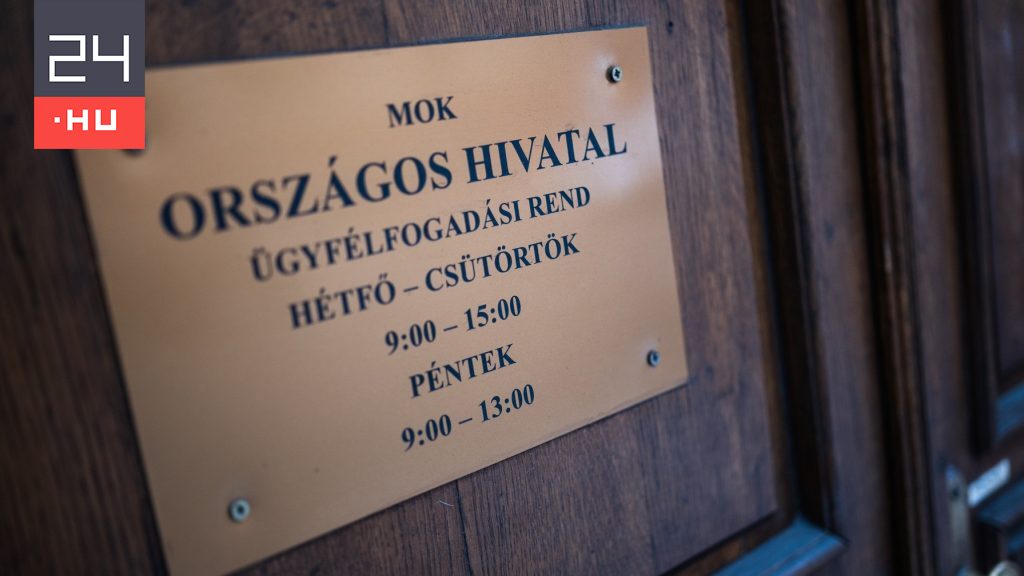 24
.HU
MOK
ORSZÁGOS HIVATAL
ÜGYFÉLFOGADÁSI REND
HÉTFŐ – CSÜTÖRTÖK
9:00 – 15:00
PÉNTEK
9:00 – 13:00